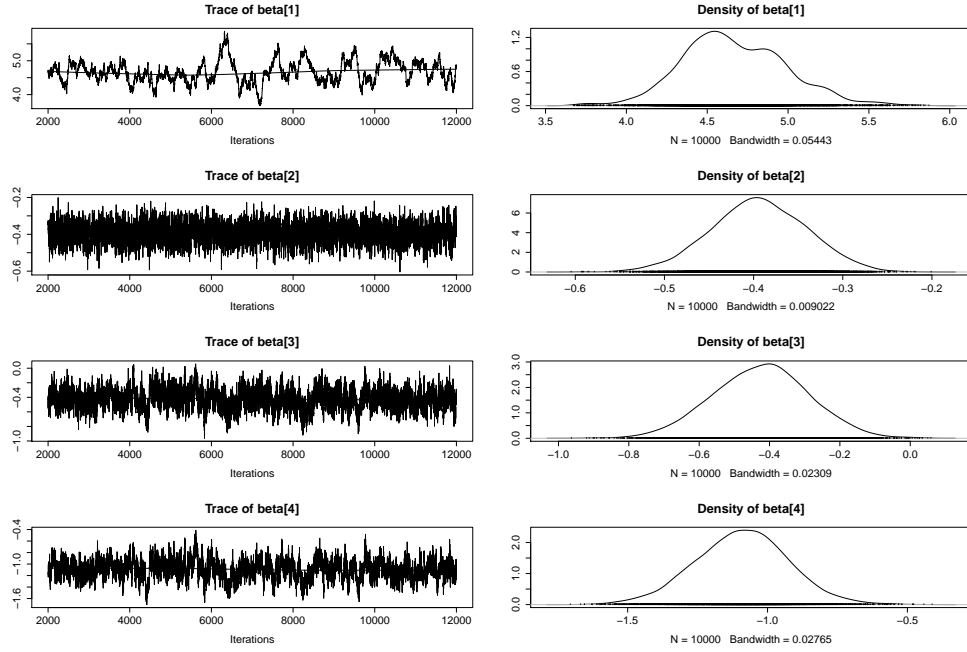 Trace of beta[1]
4.0 5.0
2000 4000 6000 8000 10000 12000
Iterations
Density of beta[1]
0.0 0.6 1.2
3.5 4.0 4.5 5.0 5.5 6.0
N = 10000 Bandwidth = 0.05443
Trace of beta[2]
−0.6 −0.4 −0.2
2000 4000 6000 8000 10000 12000
Iterations
Density of beta[2]
0 2 4 6
−0.6 −0.5 −0.4 −0.3 −0.2
N = 10000 Bandwidth = 0.009022
Trace of beta[3]
−1.0 −0.4 0.0
2000 4000 6000 8000 10000 12000
Iterations
Density of beta[3]
0.0 1.0 2.0 3.0
−1.0 −0.8 −0.6 −0.4 −0.2 0.0
N = 10000 Bandwidth = 0.02309
Trace of beta[4]
−1.6 −1.0 −0.4
2000 4000 6000 8000 10000 12000
Iterations
Density of beta[4]
0.0 1.0 2.0
−1.5 −1.0 −0.5
N = 10000 Bandwidth = 0.02765